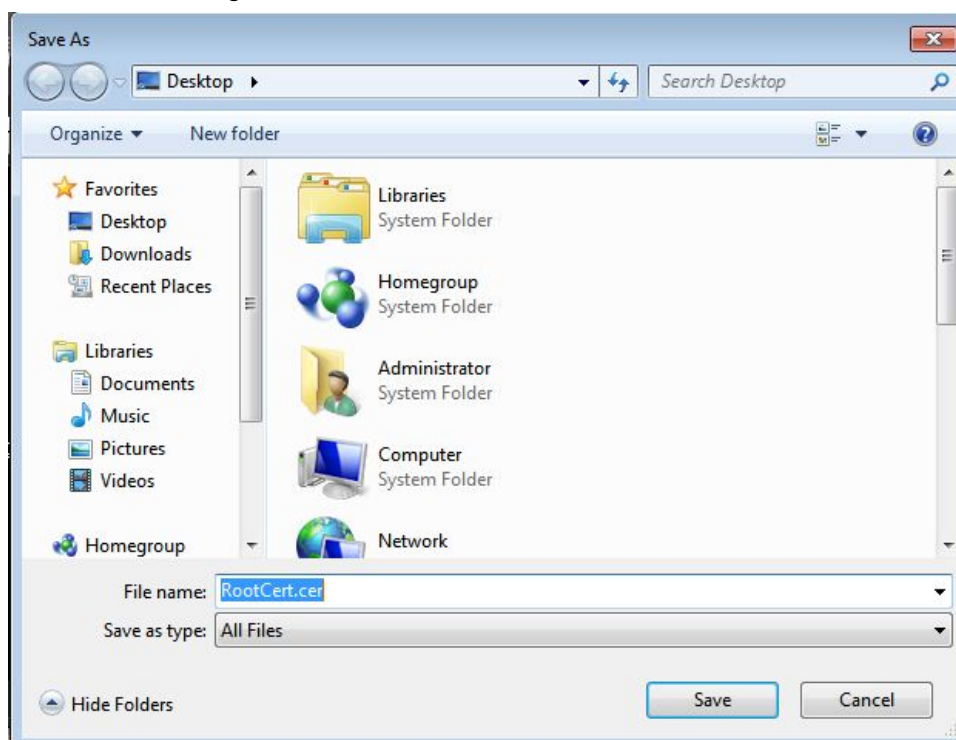 Save As
Desktop
Search Desktop
Organize
New folder
Favorites
Desktop
Downloads
Recent Places
Libraries
Documents
Music
Pictures
Videos
Homegroup
Libraries
System Folder
Homegroup
System Folder
Administrator
System Folder
Computer
System Folder
Network
File name: RootCert.cer
Save as type: All Files
Hide Folders
Save
Cancel